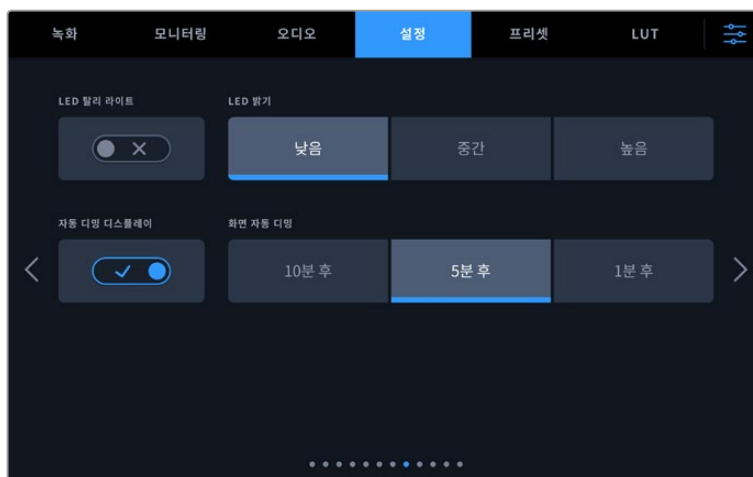 녹화 모니터링 오디오 설정 프리셋 LUT
LED 탈리 라이트 LED 밝기
낮음 중간 높음
자동 디밍 디스플레이 화면 자동 디밍
10분 후 5분 후 1분 후